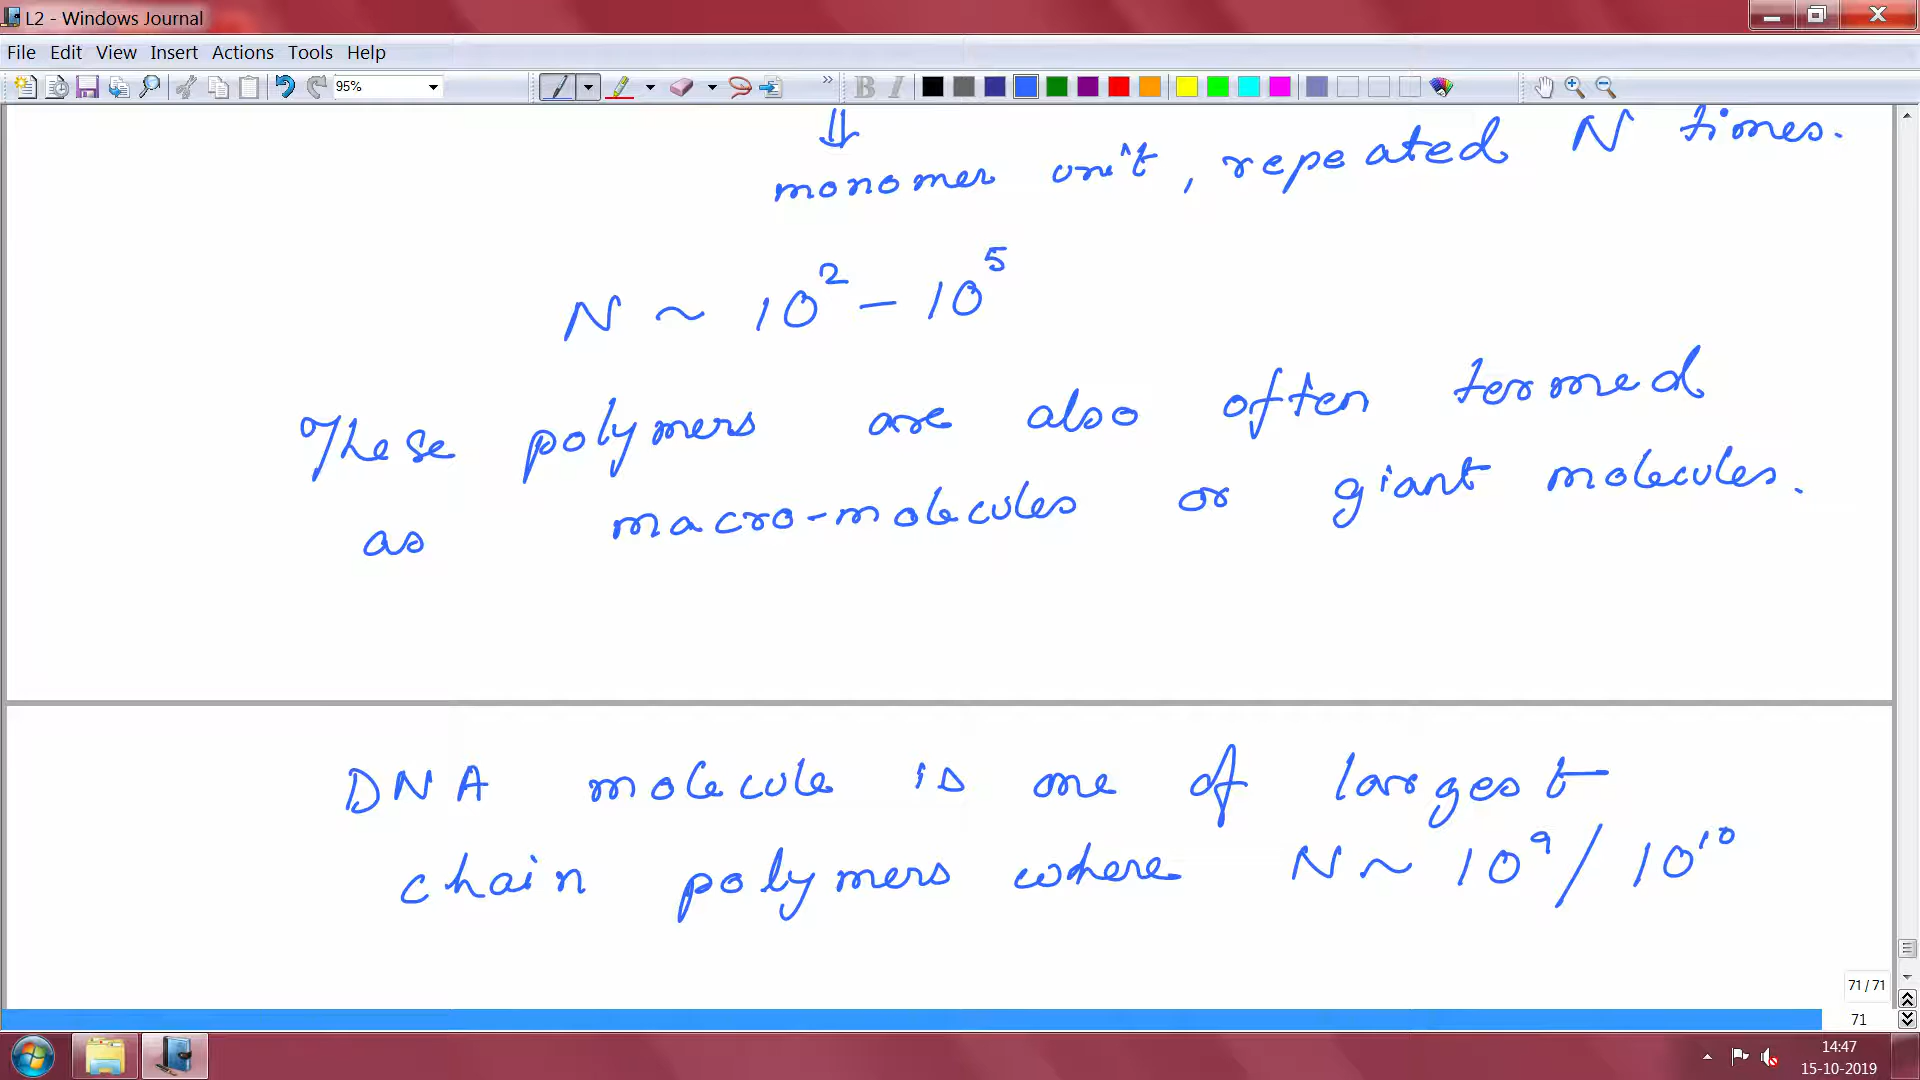 L2 - Windows Journal
File Edit View Insert Actions Tools Help
95% » B I
⇓
monomer unit, repeated N times.
N ~ 10² – 10⁵
These polymers are also often termed
as macro-molecules or giant molecules.
DNA molecule is one of largest
chain polymers where N ~ 10⁹ / 10¹⁰
71 / 71
71
14:47
15-10-2019